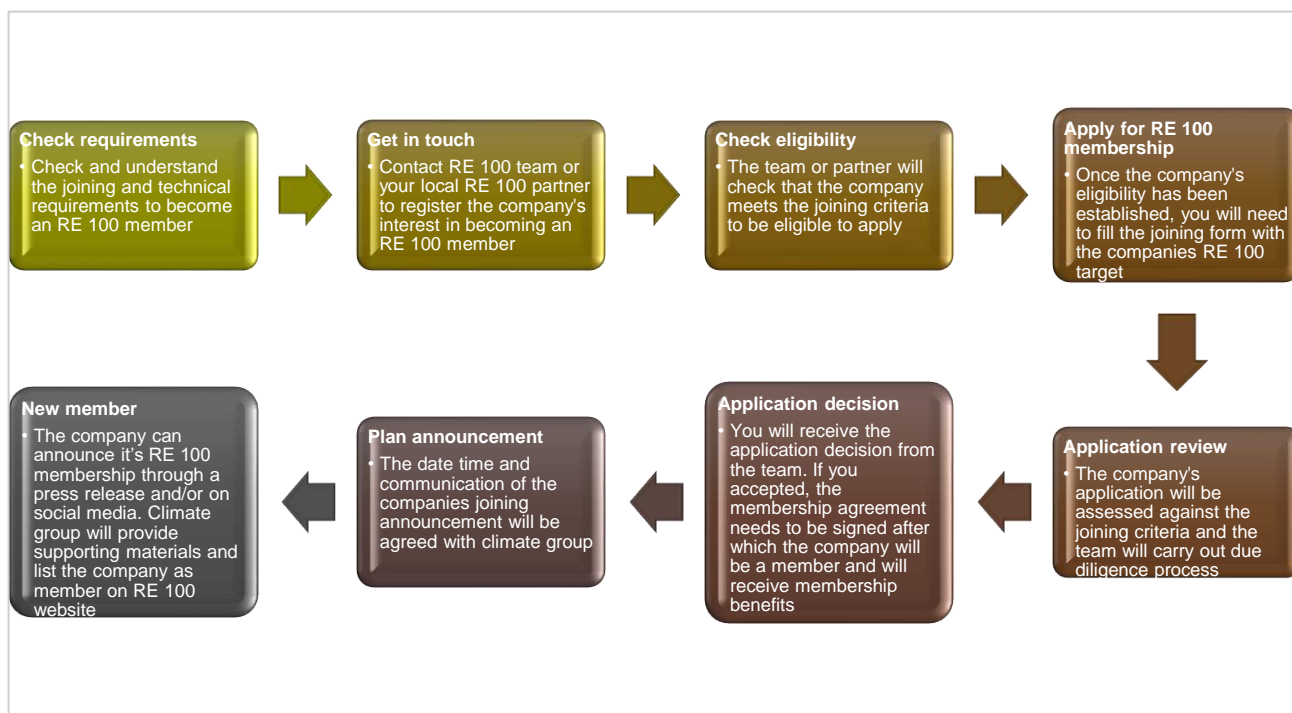 Check requirements
• Check and understand
the joining and technical
requirements to become
an RE 100 member
Get in touch
• Contact RE 100 team or
your local RE 100 partner
to register the company's
interest in becoming an
RE 100 member
Check eligibility
• The team or partner will
check that the company
meets the joining criteria
to be eligible to apply
Apply for RE 100
membership
• Once the company's
eligibility has been
established, you will need
to fill the joining form with
the companies RE 100
target
Application review
• The company's
application will be
assessed against the
joining criteria and the
team will carry out due
diligence process
Application decision
• You will receive the
application decision from
the team. If you
accepted, the
membership agreement
needs to be signed after
which the company will
be a member and will
receive membership
benefits
Plan announcement
• The date time and
communication of the
companies joining
announcement will be
agreed with climate group
New member
• The company can
announce it’s RE 100
membership through a
press release and/or on
social media. Climate
group will provide
supporting materials and
list the company as
member on RE 100
website